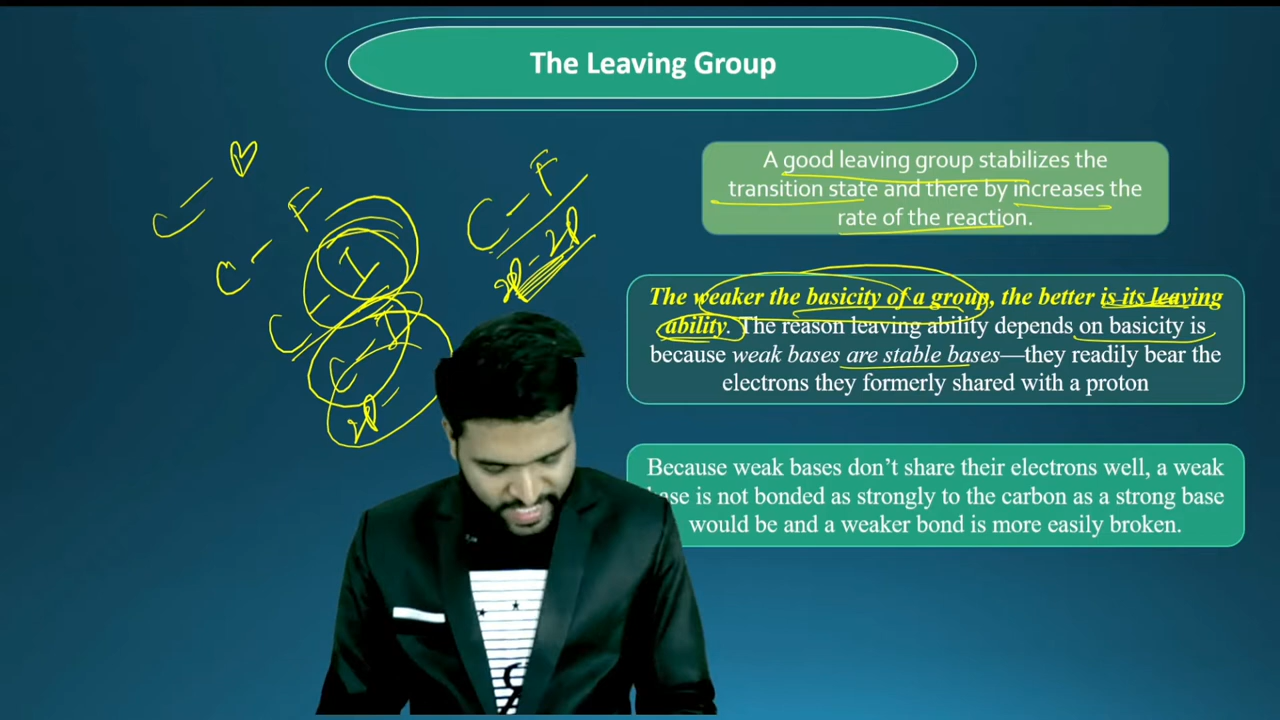 The Leaving Group
A good leaving group stabilizes the
transition state and there by increases the
rate of the reaction.
The weaker the basicity of a group, the better is its leaving
ability. The reason leaving ability depends on basicity is
because weak bases are stable bases—they readily bear the
electrons they formerly shared with a proton
Because weak bases don't share their electrons well, a weak
base is not bonded as strongly to the carbon as a strong base
would be and a weaker bond is more easily broken.
C – F
2p – 2p
C – F
C – I
C – I
2p –